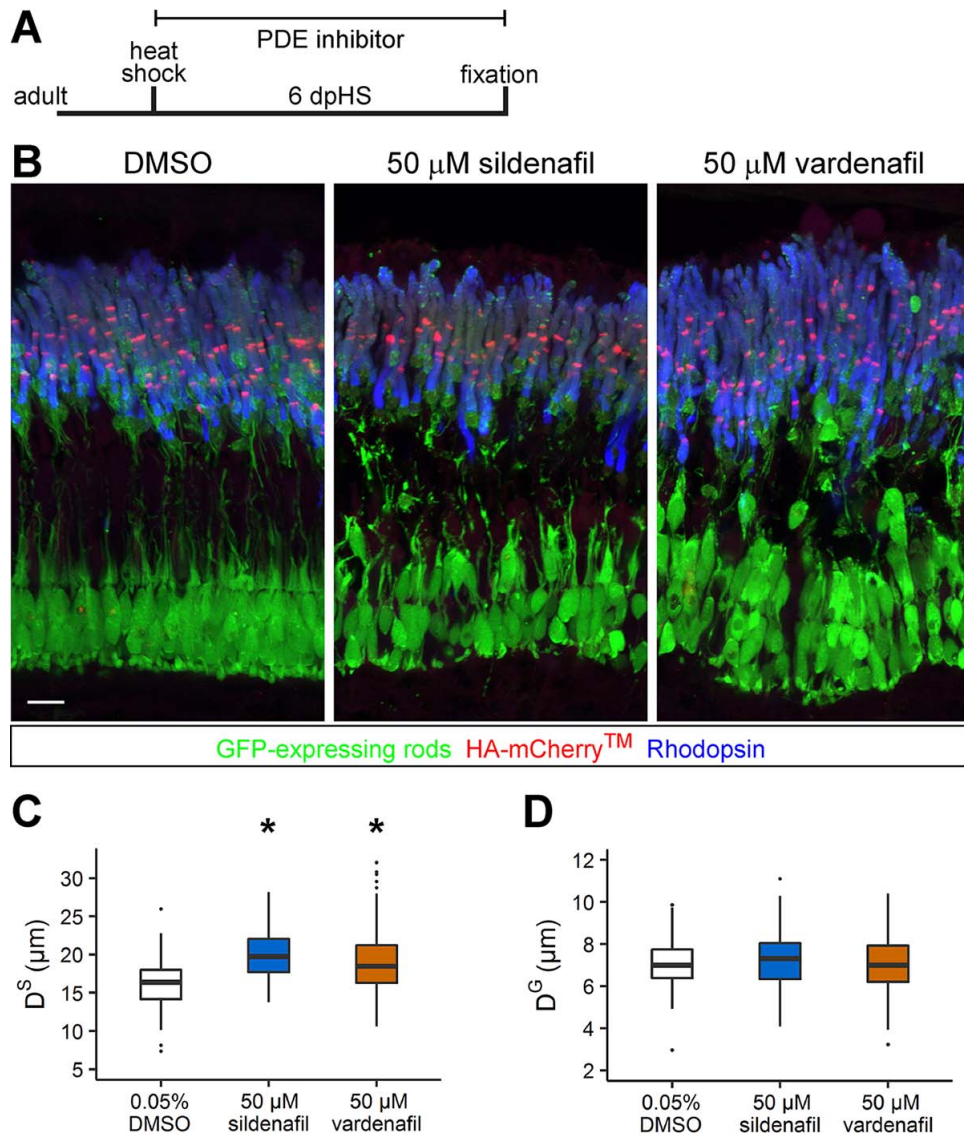 A
PDE inhibitor
heat
shock
fixation
adult
6 dpHS
B
DMSO
50 μM sildenafil
50 μM vardenafil
GFP-expressing rods HA-mCherry™ Rhodopsin
C
* *
30
25
20
15
10
5
Dˢ (μm)
0.05%
DMSO
50 μM
sildenafil
50 μM
vardenafil
D
12
10
8
6
4
2
Dᴳ (μm)
0.05%
DMSO
50 μM
sildenafil
50 μM
vardenafil